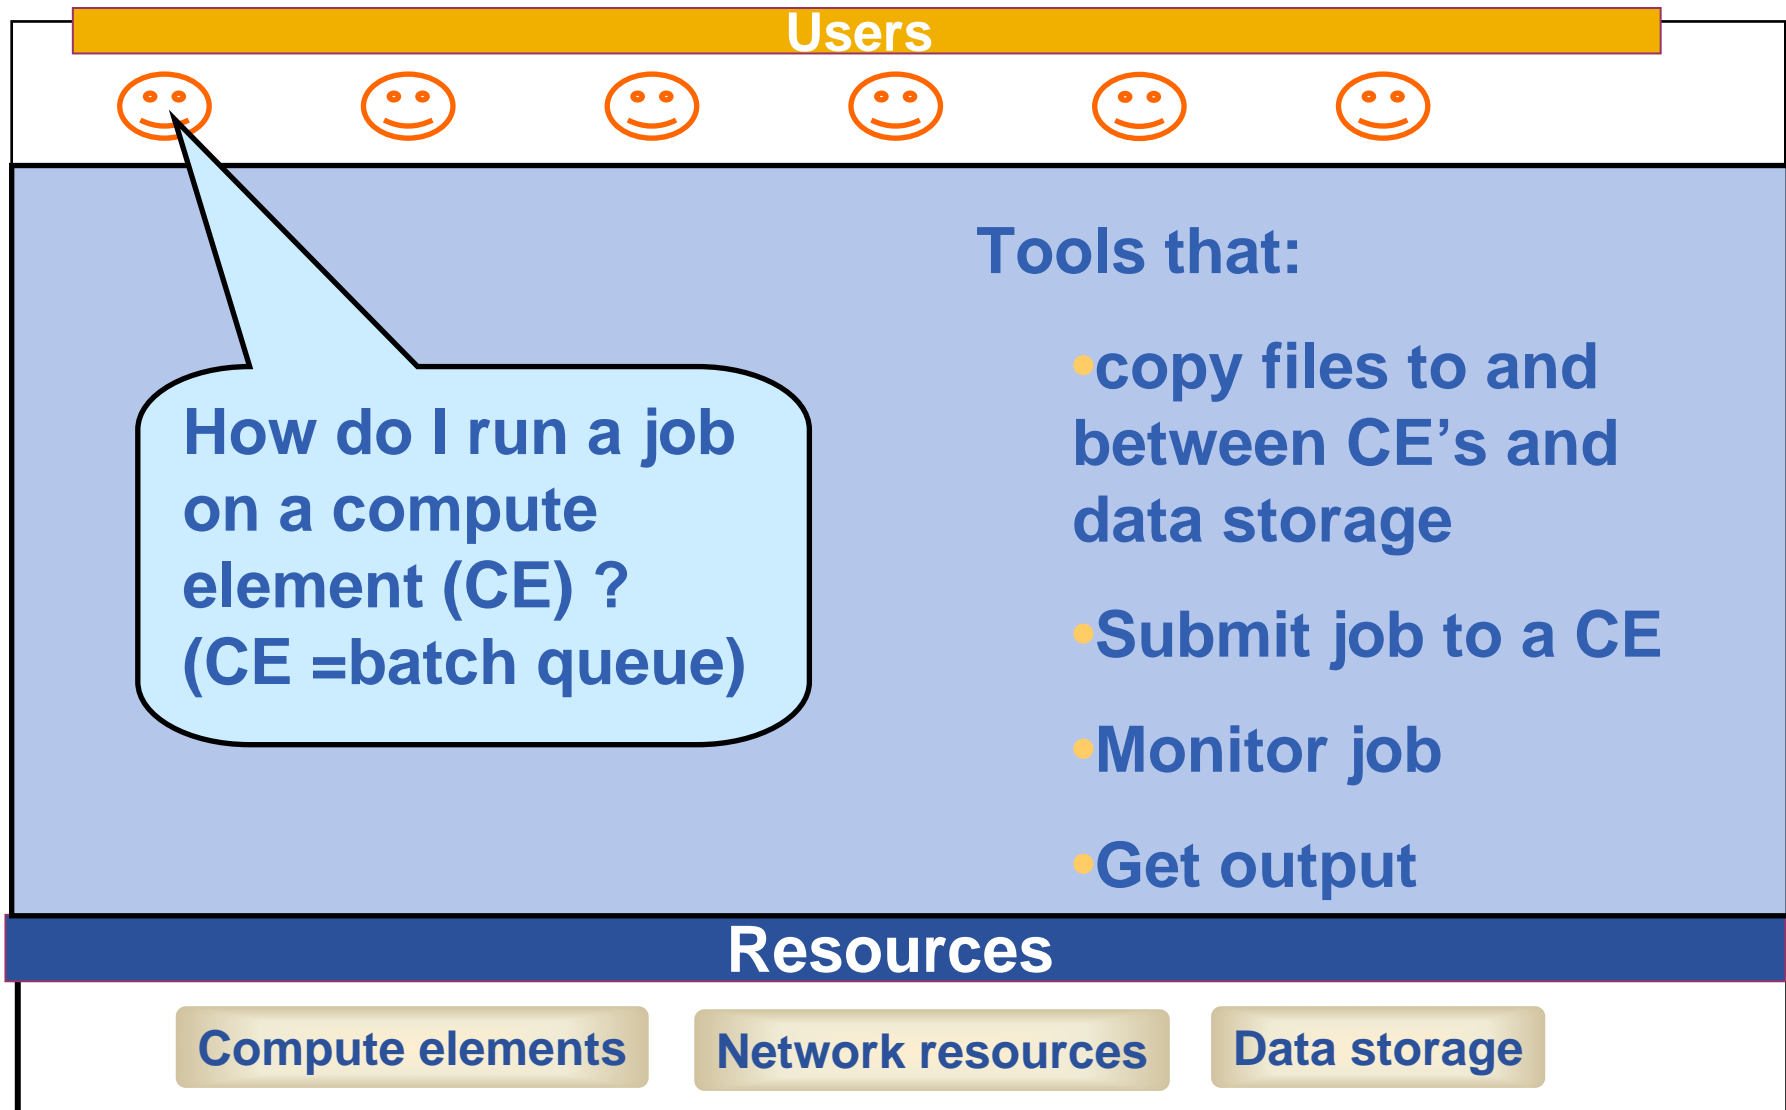 Users
How do I run a job
on a compute
element (CE) ?
(CE =batch queue)
Tools that:
•copy files to and
between CE’s and
data storage
•Submit job to a CE
•Monitor job
•Get output
Resources
Compute elements
Network resources
Data storage